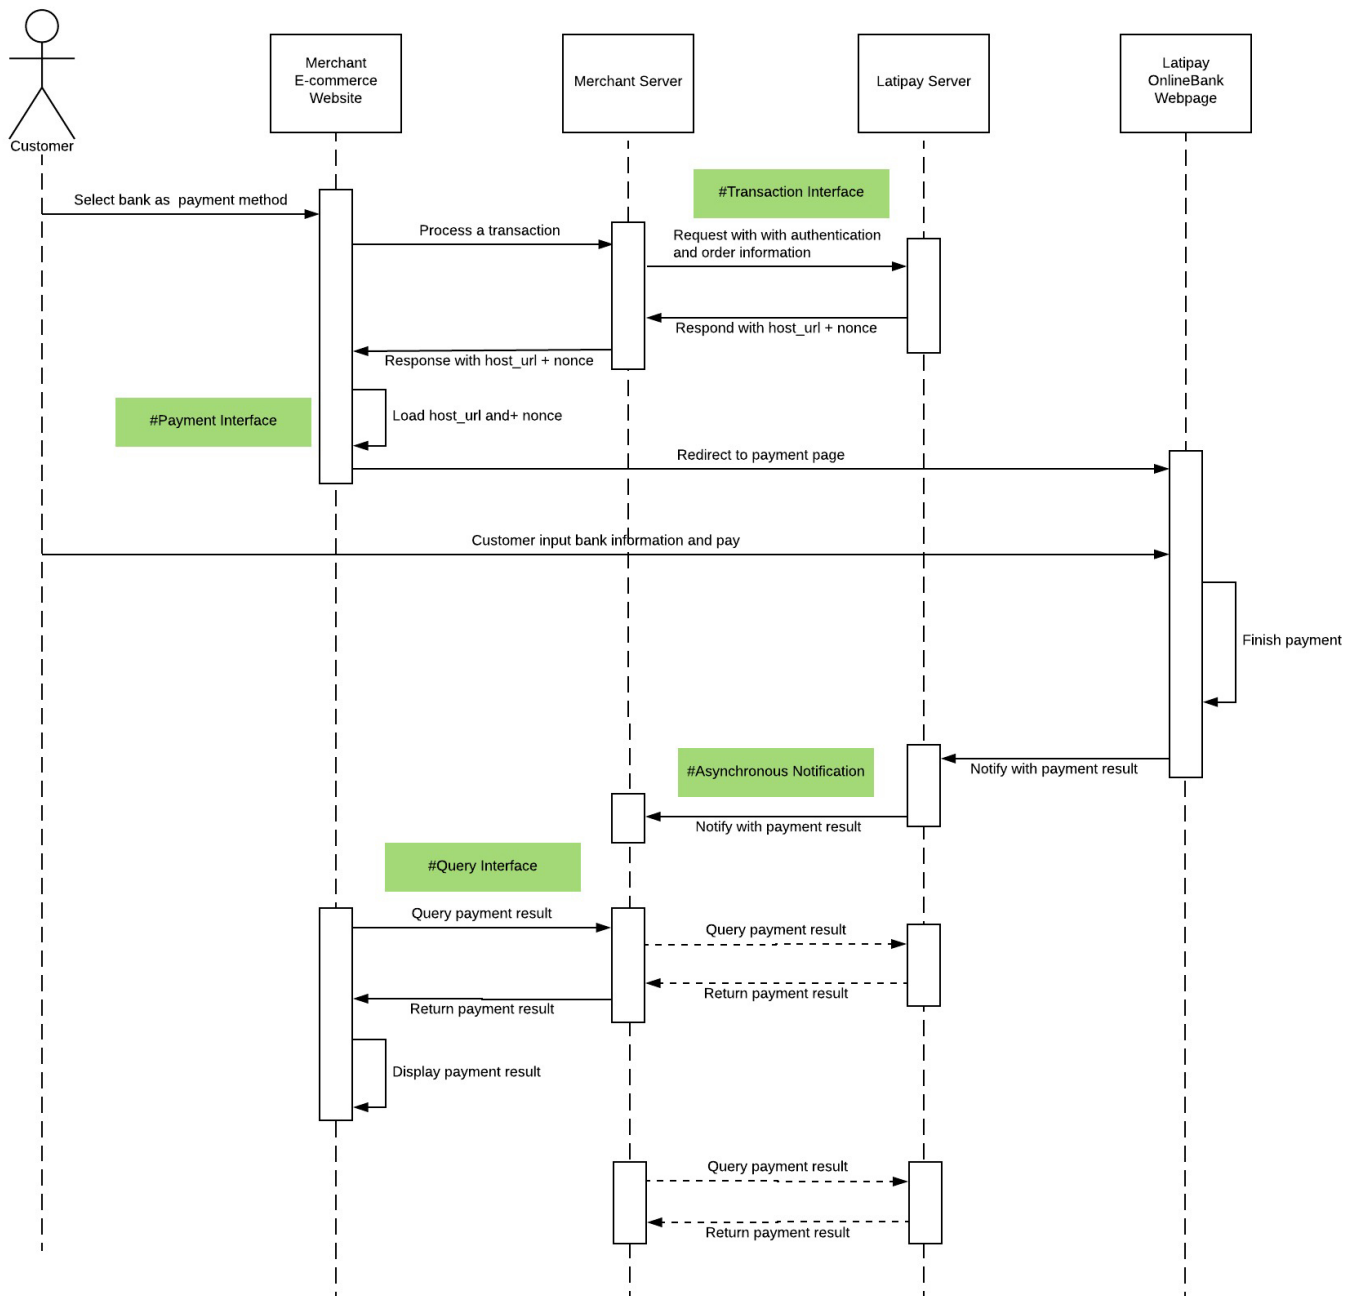 Customer
Merchant
E-commerce
Website
Merchant Server
Latipay Server
Latipay
OnlineBank
Webpage
Select bank as payment method
#Transaction Interface
Process a transaction
Request with with authentication
and order information
Respond with host_url + nonce
Response with host_url + nonce
#Payment Interface
Load host_url and+ nonce
Redirect to payment page
Customer input bank information and pay
Finish payment
#Asynchronous Notification
Notify with payment result
Notify with payment result
#Query Interface
Query payment result
Query payment result
Return payment result
Return payment result
Display payment result
Query payment result
Return payment result